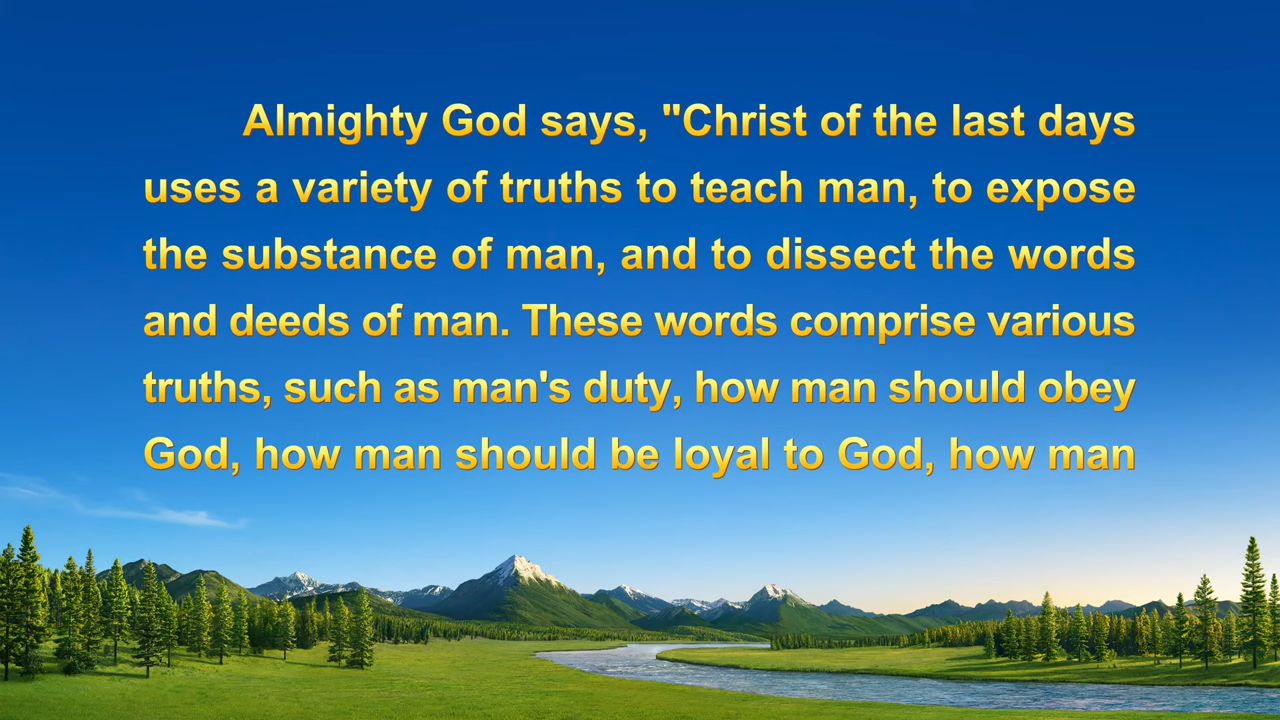 Almighty God says, "Christ of the last days
uses a variety of truths to teach man, to expose
the substance of man, and to dissect the words
and deeds of man. These words comprise various
truths, such as man's duty, how man should obey
God, how man should be loyal to God, how man